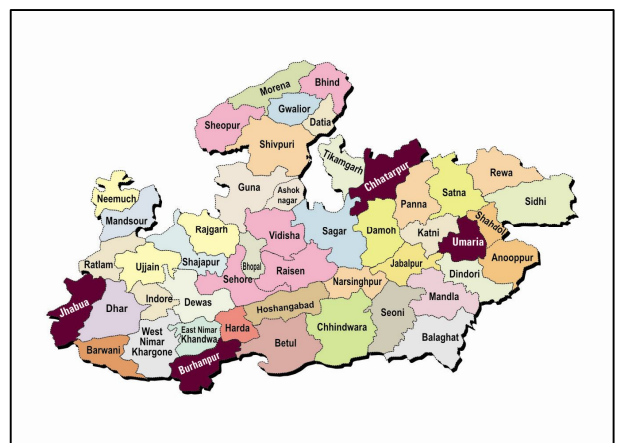 Bhind
Morena
Gwalior
Datia
Sheopur
Shivpuri
Tikamgarh
Chhatarpur
Rewa
Satna
Sidhi
Panna
Guna
Ashok
nagar
Neemuch
Mandsour
Rajgarh
Vidisha
Sagar
Damoh
Katni
Umaria
Shahdol
Anooppur
Ratlam
Ujjain
Shajapur
Bhopal
Sehore
Raisen
Jabalpur
Dindori
Narsinghpur
Jhabua
Dhar
Indore
Dewas
Hoshangabad
Mandla
Seoni
West
Nimar
Khargone
East Nimar
Khandwa
Harda
Betul
Chhindwara
Balaghat
Barwani
Burhanpur